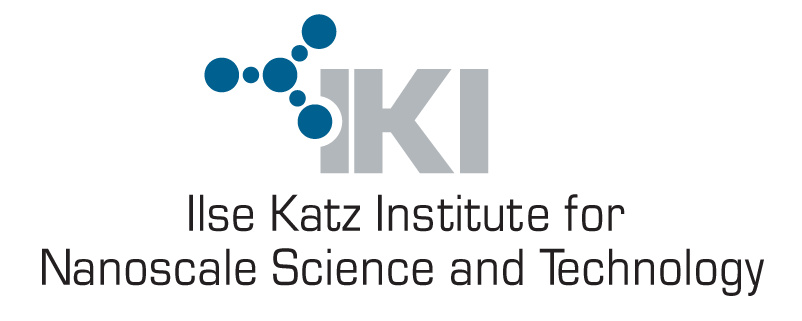 IKI
Ilse Katz Institute for
Nanoscale Science and Technology